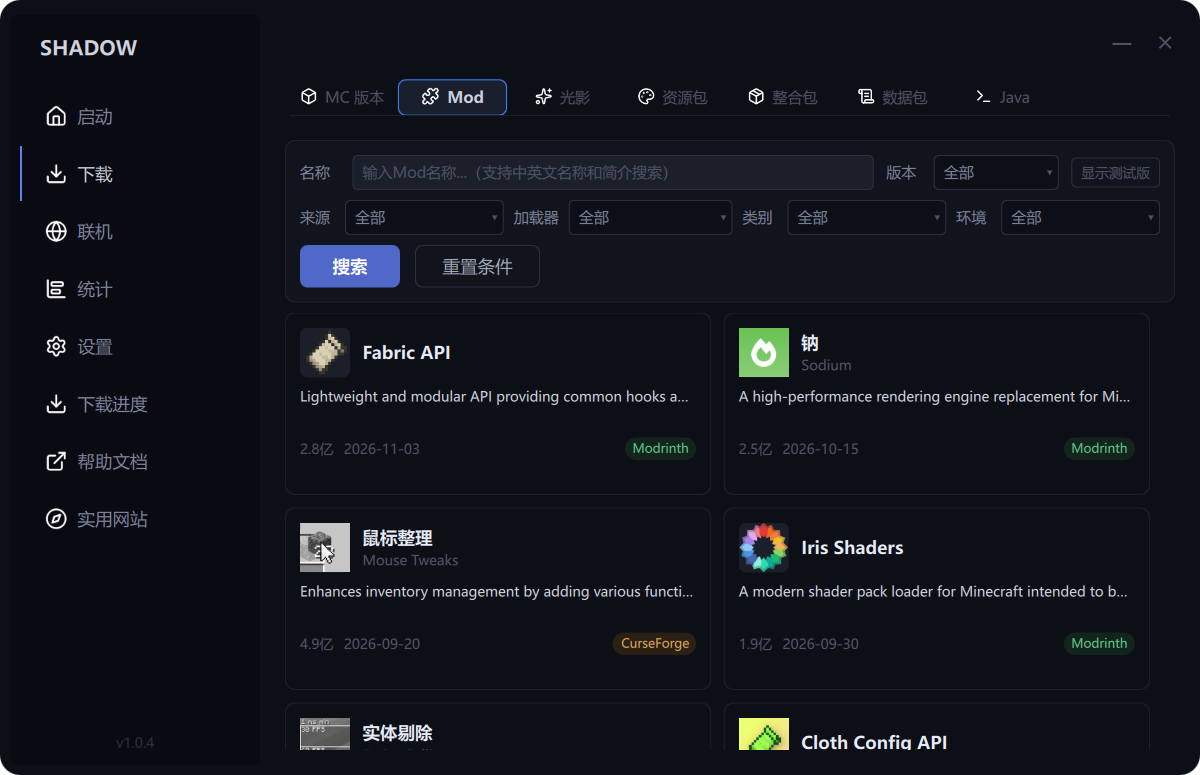 SHADOW
启动
下载
联机
统计
设置
下载进度
帮助文档
实用网站
v1.0.4
MC 版本
Mod
光影
资源包
整合包
数据包
Java
名称 输入Mod名称...（支持中英文名称和简介搜索） 版本 全部 显示测试版
来源 全部 加载器 全部 类别 全部 环境 全部
搜索 重置条件
Fabric API
Lightweight and modular API providing common hooks a...
2.8亿 2026-11-03 Modrinth
钠
Sodium
A high-performance rendering engine replacement for Mi...
2.5亿 2026-10-15 Modrinth
鼠标整理
Mouse Tweaks
Enhances inventory management by adding various functi...
4.9亿 2026-09-20 CurseForge
Iris Shaders
A modern shader pack loader for Minecraft intended to b...
1.9亿 2026-09-30 Modrinth
实体剔除
Cloth Config API